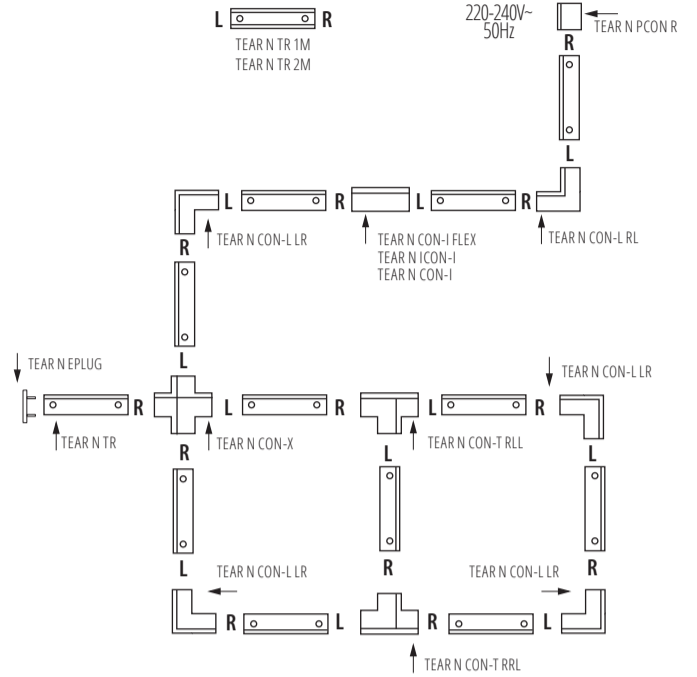 L R
TEAR N TR 1M
TEAR N TR 2M
220-240V~
50Hz
TEAR N PCON R
R
L
L R L R
TEAR N CON-L LR
TEAR N CON-I FLEX
TEAR N ICON-I
TEAR N CON-I
TEAR N CON-L RL
R
L
TEAR N EPLUG
TEAR N CON-L LR
R L R L R
TEAR N TR
TEAR N CON-X
TEAR N CON-T RLL
R L L
L R R
TEAR N CON-L LR
TEAR N CON-L LR
R L R L
TEAR N CON-T RRL